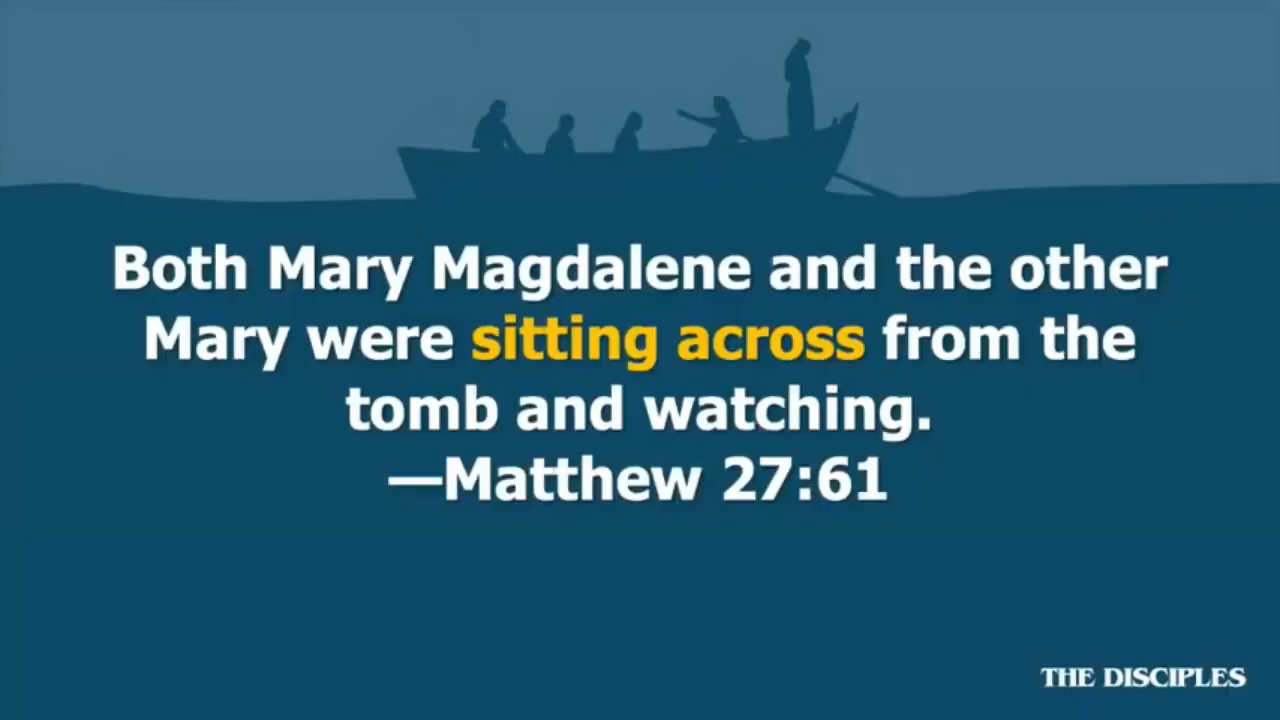 Both Mary Magdalene and the other
Mary were sitting across from the
tomb and watching.
—Matthew 27:61
THE DISCIPLES